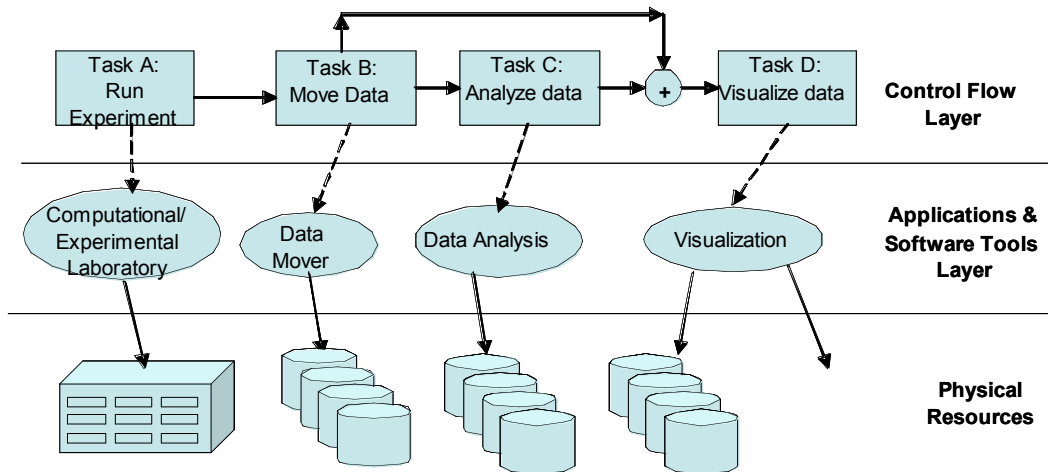 Task A:
Run
Experiment
Task B:
Move Data
Task C:
Analyze data
+
Task D:
Visualize data
Control Flow
Layer
Computational/
Experimental
Laboratory
Data
Mover
Data Analysis
Visualization
Applications &
Software Tools
Layer
Physical
Resources